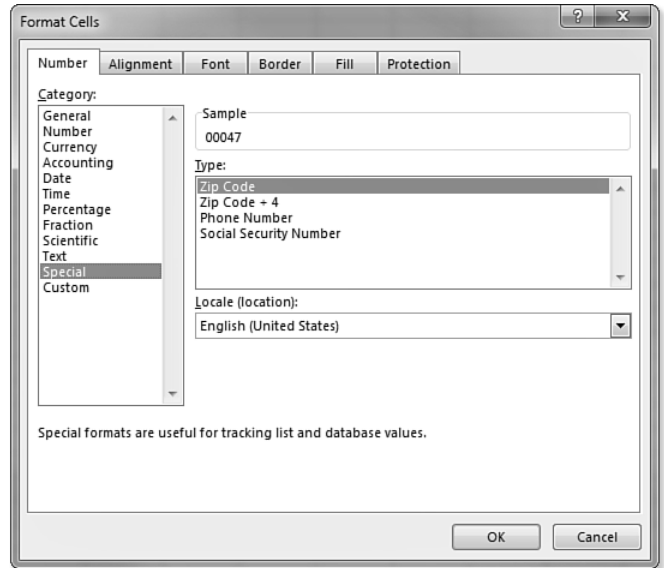 Format Cells
Number Alignment Font Border Fill Protection
Category:
General
Number
Currency
Accounting
Date
Time
Percentage
Fraction
Scientific
Text
Special
Custom
Sample
00047
Type:
Zip Code
Zip Code + 4
Phone Number
Social Security Number
Locale (location):
English (United States)
Special formats are useful for tracking list and database values.
OK Cancel